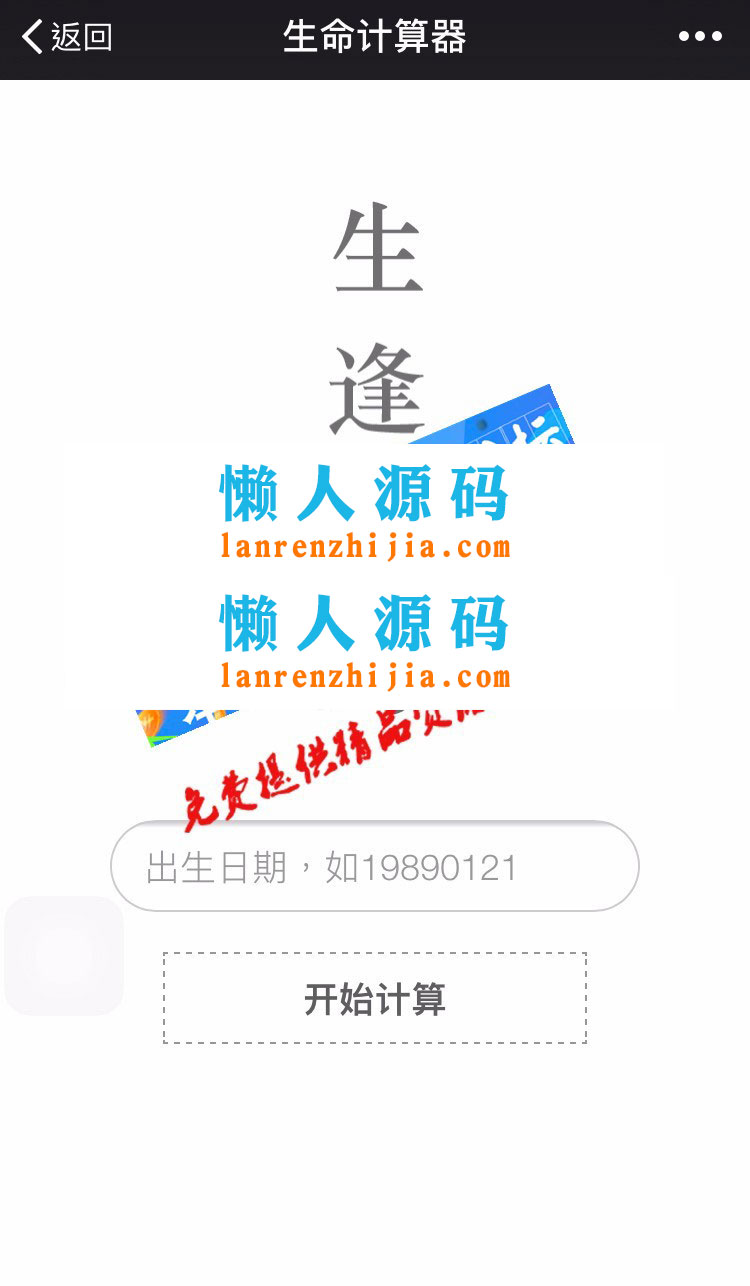 返回
生命计算器
生
逢
懒人源码
lanrenzhijia.com
懒人源码
lanrenzhijia.com
免费提供精品资源
出生日期，如19890121
开始计算